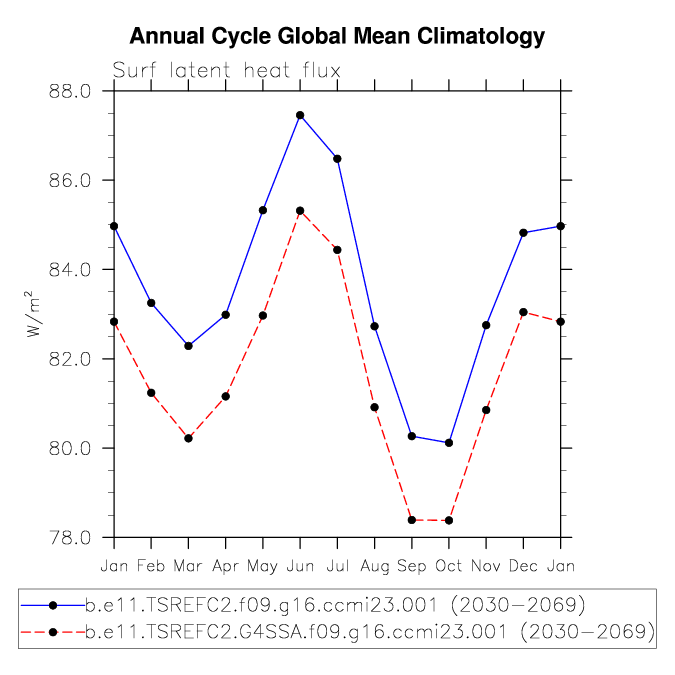 Annual Cycle Global Mean Climatology
Surf latent heat flux
88.0
86.0
84.0
82.0
80.0
78.0
W/m²
Jan Feb Mar Apr May Jun Jul Aug Sep Oct Nov Dec Jan
b.e11.TSREFC2.f09.g16.ccmi23.001 (2030-2069)
b.e11.TSREFC2.G4SSA.f09.g16.ccmi23.001 (2030-2069)